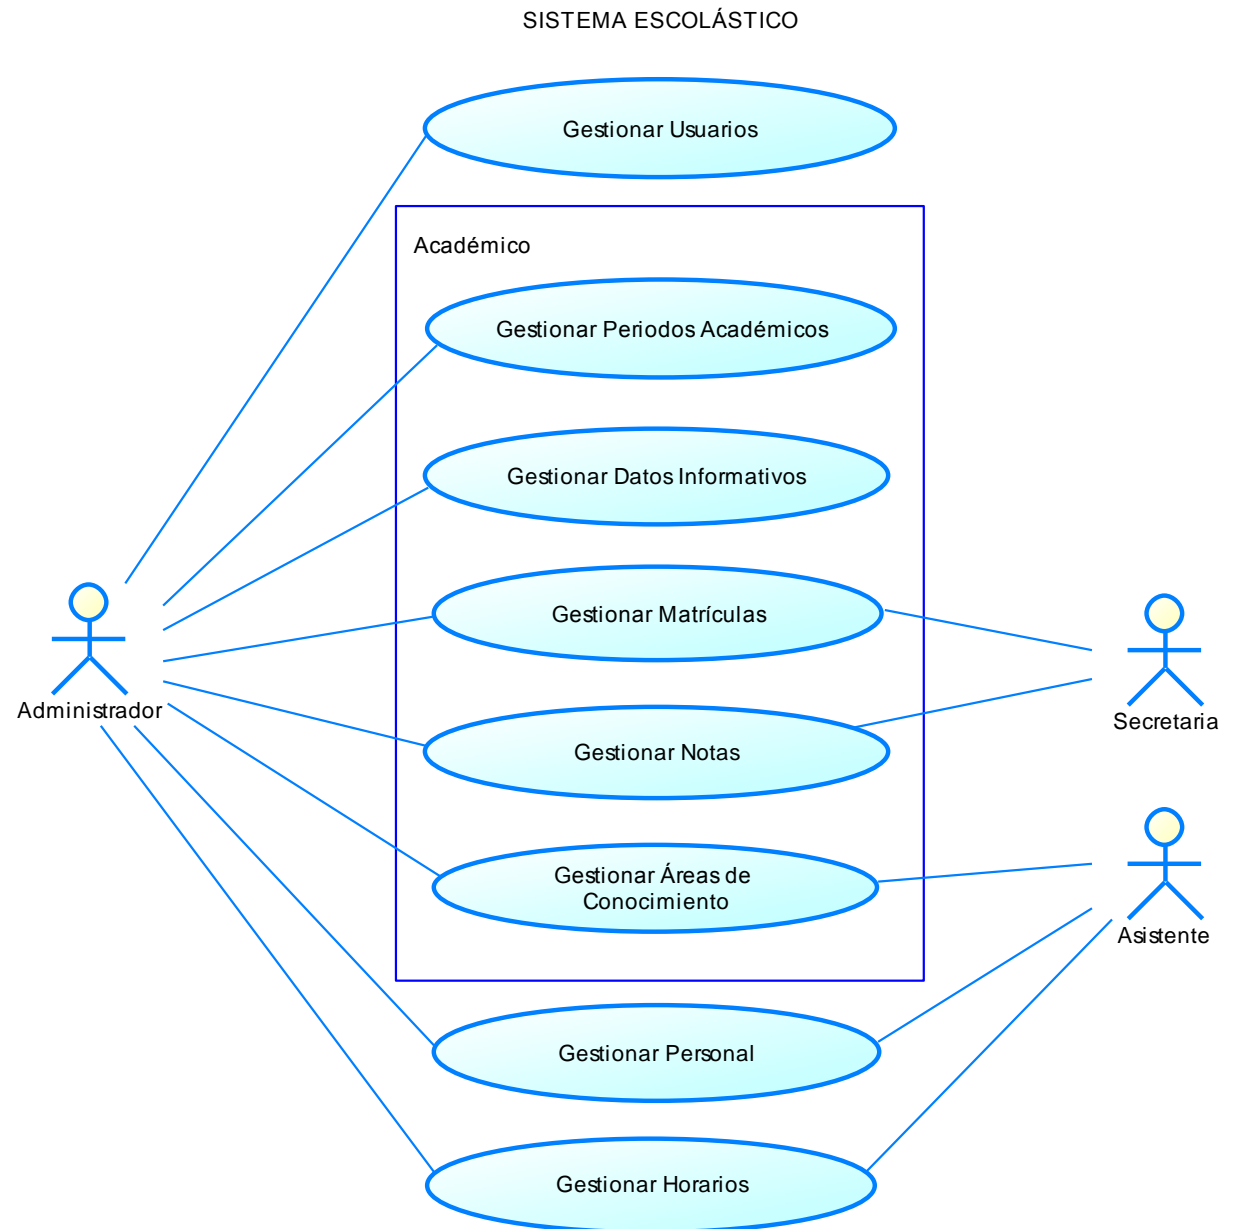 SISTEMA ESCOLÁSTICO
Gestionar Usuarios
Académico
Gestionar Periodos Académicos
Gestionar Datos Informativos
Gestionar Matrículas
Administrador
Secretaria
Gestionar Notas
Gestionar Áreas de
Conocimiento
Asistente
Gestionar Personal
Gestionar Horarios